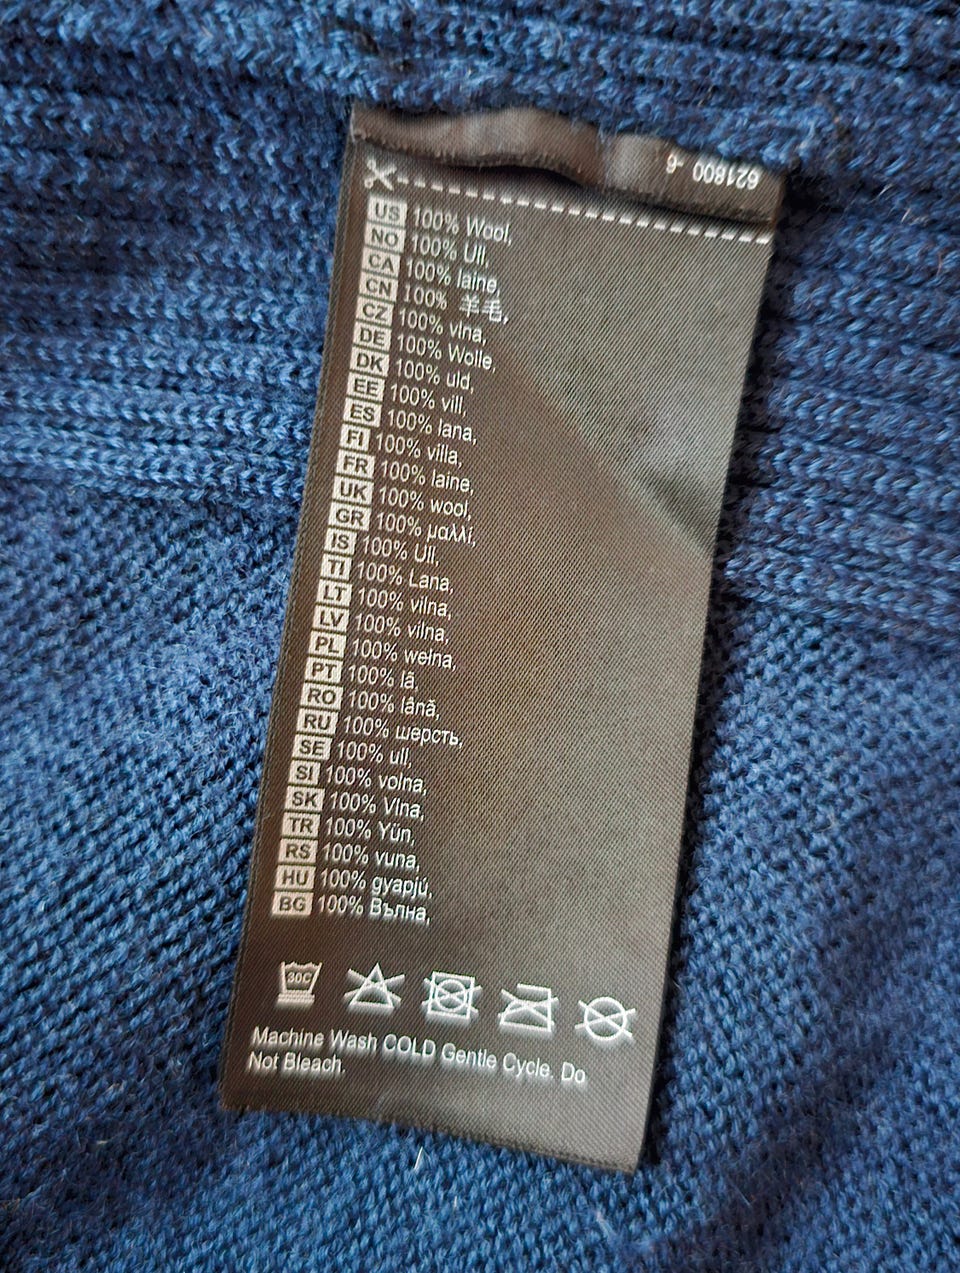 621800 -6
US 100% Wool,
NO 100% Ull,
CA 100% laine,
CN 100% 羊毛,
CZ 100% vlna,
DE 100% Wolle,
DK 100% uld,
EE 100% vill,
ES 100% lana,
FI 100% villa,
FR 100% laine,
UK 100% wool,
GR 100% μαλλί,
IS 100% Ull,
TI 100% Lana,
LT 100% vilna,
LV 100% vilna,
PL 100% wełna,
PT 100% lã,
RO 100% lână,
RU 100% шерсть,
SE 100% ull,
SI 100% volna,
SK 100% Vlna,
TR 100% Yün,
RS 100% vuna,
HU 100% gyapjú,
BG 100% Вълна,
30C
Machine Wash COLD Gentle Cycle. Do
Not Bleach.